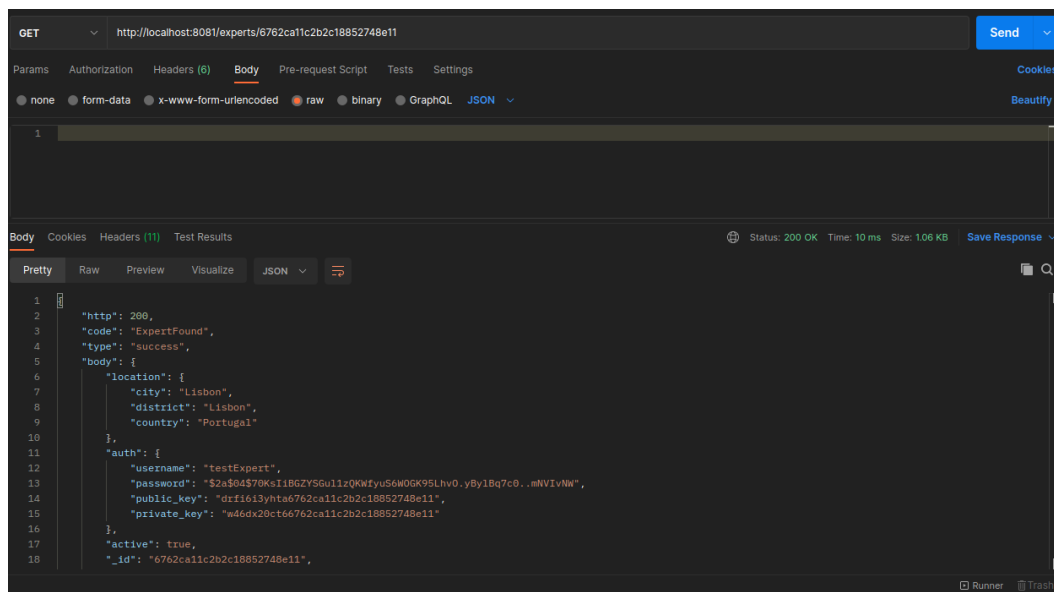 GET http://localhost:8081/experts/6762ca11c2b2c18852748e11 Send
Params Authorization Headers (6) Body Pre-request Script Tests Settings Cookies
none form-data x-www-form-urlencoded raw binary GraphQL JSON Beautify
1
Body Cookies Headers (11) Test Results Status: 200 OK Time: 10 ms Size: 1.06 KB Save Response
Pretty Raw Preview Visualize JSON
1 {
2 "http": 200,
3 "code": "ExpertFound",
4 "type": "success",
5 "body": {
6 "location": {
7 "city": "Lisbon",
8 "district": "Lisbon",
9 "country": "Portugal"
10 },
11 "auth": {
12 "username": "testExpert",
13 "password": "$2a$04$70KsIiBGZYSGul1zQKWfyuS6WOGK95LhvO.yBylBq7c0..mNVIvNW",
14 "public_key": "drfi6i3yhta6762ca11c2b2c18852748e11",
15 "private_key": "w46dx20ct66762ca11c2b2c18852748e11"
16 },
17 "active": true,
18 "_id": "6762ca11c2b2c18852748e11",
Runner Trash